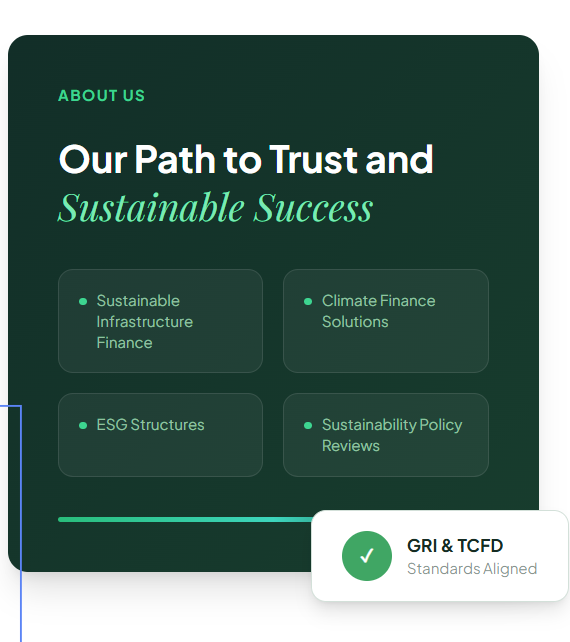 ABOUT US
Our Path to Trust and
Sustainable Success
Sustainable
Infrastructure
Finance
Climate Finance
Solutions
ESG Structures
Sustainability Policy
Reviews
GRI & TCFD
Standards Aligned